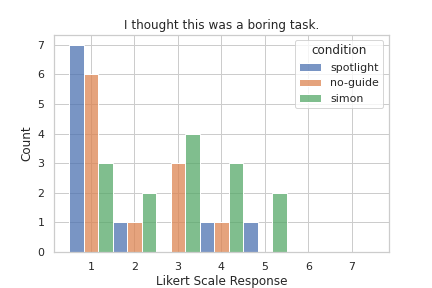 I thought this was a boring task.
condition
spotlight
no-guide
simon
7
6
5
4
3
2
1
0
Count
1 2 3 4 5 6 7
Likert Scale Response